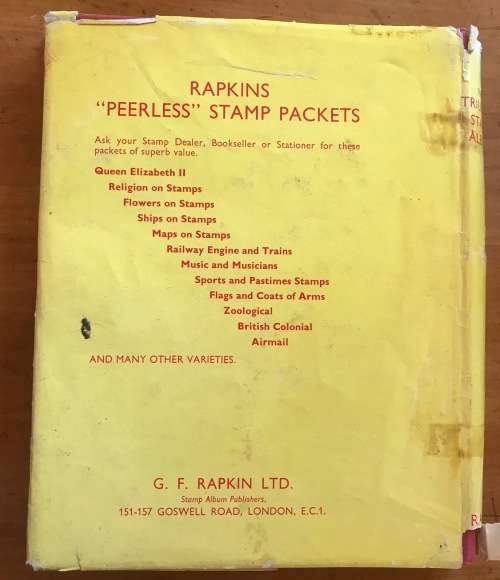 RAPKINS
"PEERLESS" STAMP PACKETS
Ask your Stamp Dealer, Bookseller or Stationer for these
packets of superb value.
Queen Elizabeth II
Religion on Stamps
Flowers on Stamps
Ships on Stamps
Maps on Stamps
Railway Engine and Trains
Music and Musicians
Sports and Pastimes Stamps
Flags and Coats of Arms
Zoological
British Colonial
Airmail
AND MANY OTHER VARIETIES.
G. F. RAPKIN LTD.
Stamp Album Publishers,
151-157 GOSWELL ROAD, LONDON, E.C.1.